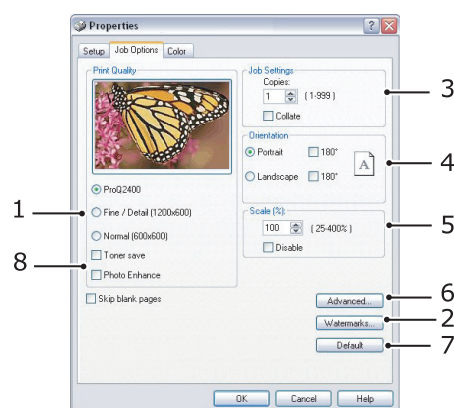 Properties
Setup Job Options Color
Print Quality
ProQ2400
Fine / Detail (1200x600)
Normal (600x600)
Toner save
Photo Enhance
Skip blank pages
Job Settings
Copies:
1 ( 1-999 )
Collate
Orientation
Portrait 180°
Landscape 180°
A
Scale (%):
100 ( 25-400% )
Disable
Advanced...
Watermarks...
Default
OK Cancel Help
1
8
3
4
5
6
2
7